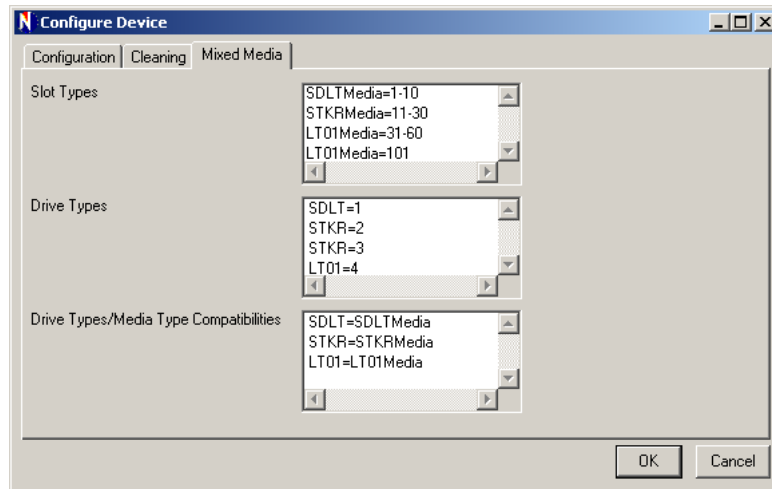 Configure Device
Configuration Cleaning Mixed Media
Slot Types
SDLTMedia=1-10
STKRMedia=11-30
LT01Media=31-60
LT01Media=101
Drive Types
SDLT=1
STKR=2
STKR=3
LT01=4
Drive Types/Media Type Compatibilities
SDLT=SDLTMedia
STKR=STKRMedia
LT01=LT01Media
OK Cancel